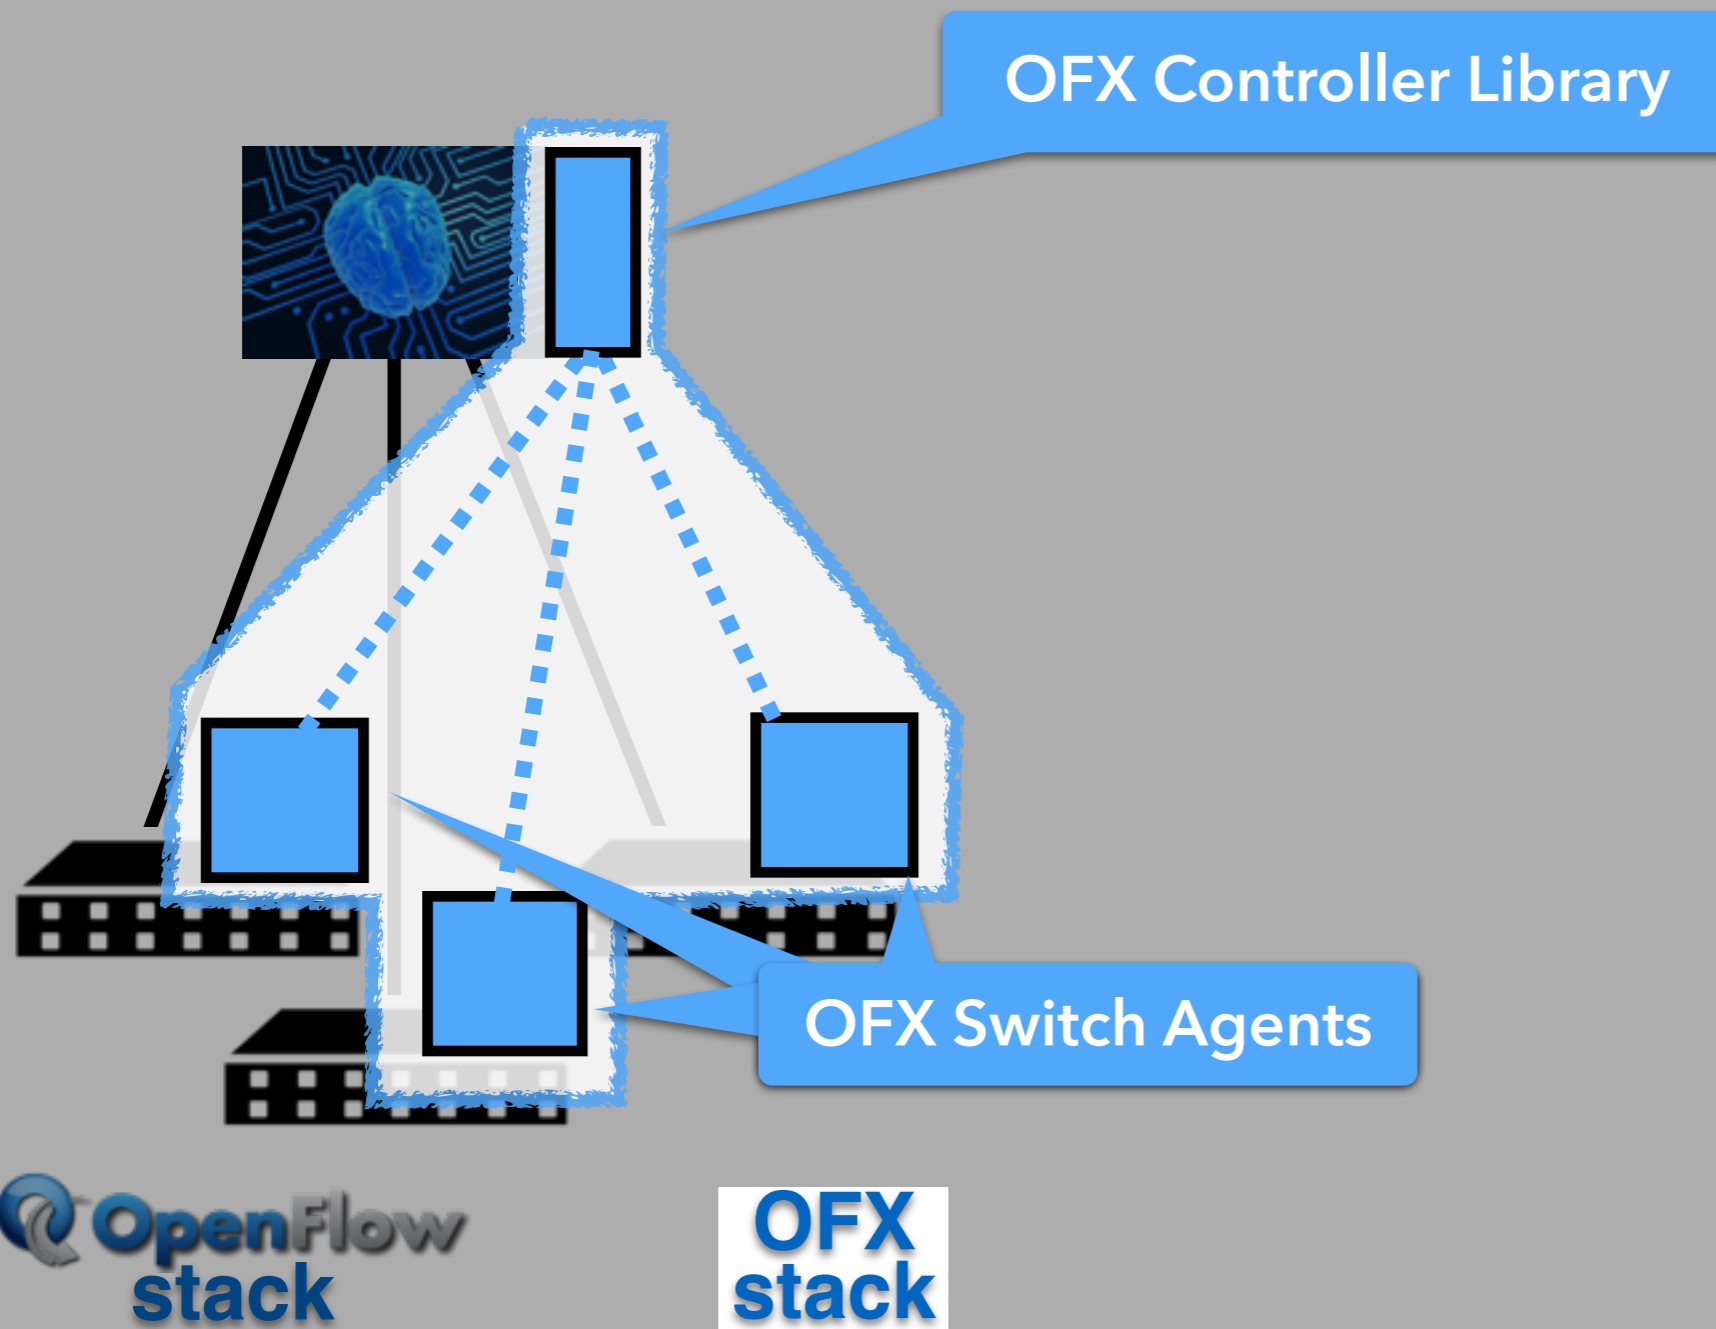 OFX Controller Library
OFX Switch Agents
OpenFlow
stack
OFX
stack